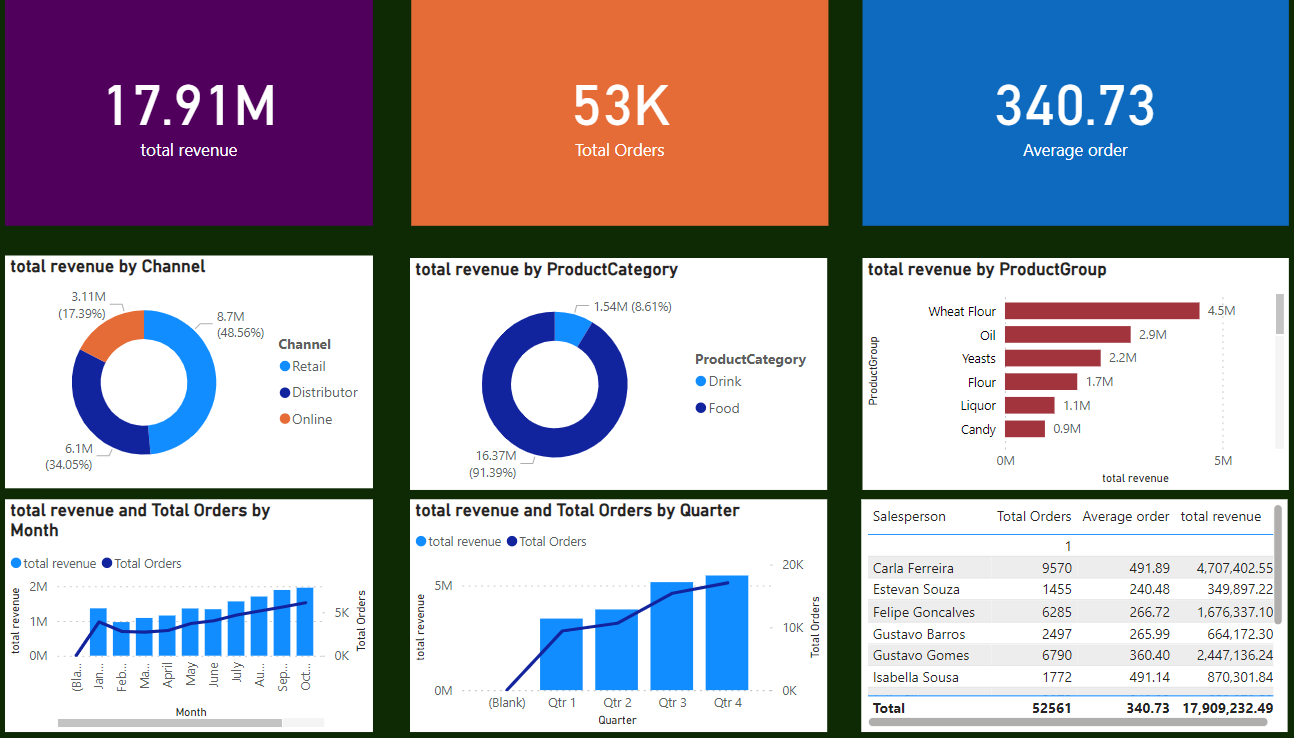 17.91M
total revenue
53K
Total Orders
340.73
Average order
total revenue by Channel
3.11M
(17.39%)
8.7M
(48.56%)
6.1M
(34.05%)
Channel
Retail
Distributor
Online
total revenue by ProductCategory
1.54M (8.61%)
16.37M
(91.39%)
ProductCategory
Drink
Food
total revenue by ProductGroup
ProductGroup
Wheat Flour 4.5M
Oil 2.9M
Yeasts 2.2M
Flour 1.7M
Liquor 1.1M
Candy 0.9M
0M 5M
total revenue
total revenue and Total Orders by
Month
total revenue Total Orders
total revenue
2M
1M
0M
5K
0K
Total Orders
(Bla... Jan... Feb... Ma... April May June July Au... Sep... Oct...
Month
total revenue and Total Orders by Quarter
total revenue Total Orders
total revenue
5M
0M
20K
10K
0K
Total Orders
(Blank) Qtr 1 Qtr 2 Qtr 3 Qtr 4
Quarter
Salesperson Total Orders Average order total revenue
1
Carla Ferreira 9570 491.89 4,707,402.55
Estevan Souza 1455 240.48 349,897.22
Felipe Goncalves 6285 266.72 1,676,337.10
Gustavo Barros 2497 265.99 664,172.30
Gustavo Gomes 6790 360.40 2,447,136.24
Isabella Sousa 1772 491.14 870,301.84
Total 52561 340.73 17,909,232.49